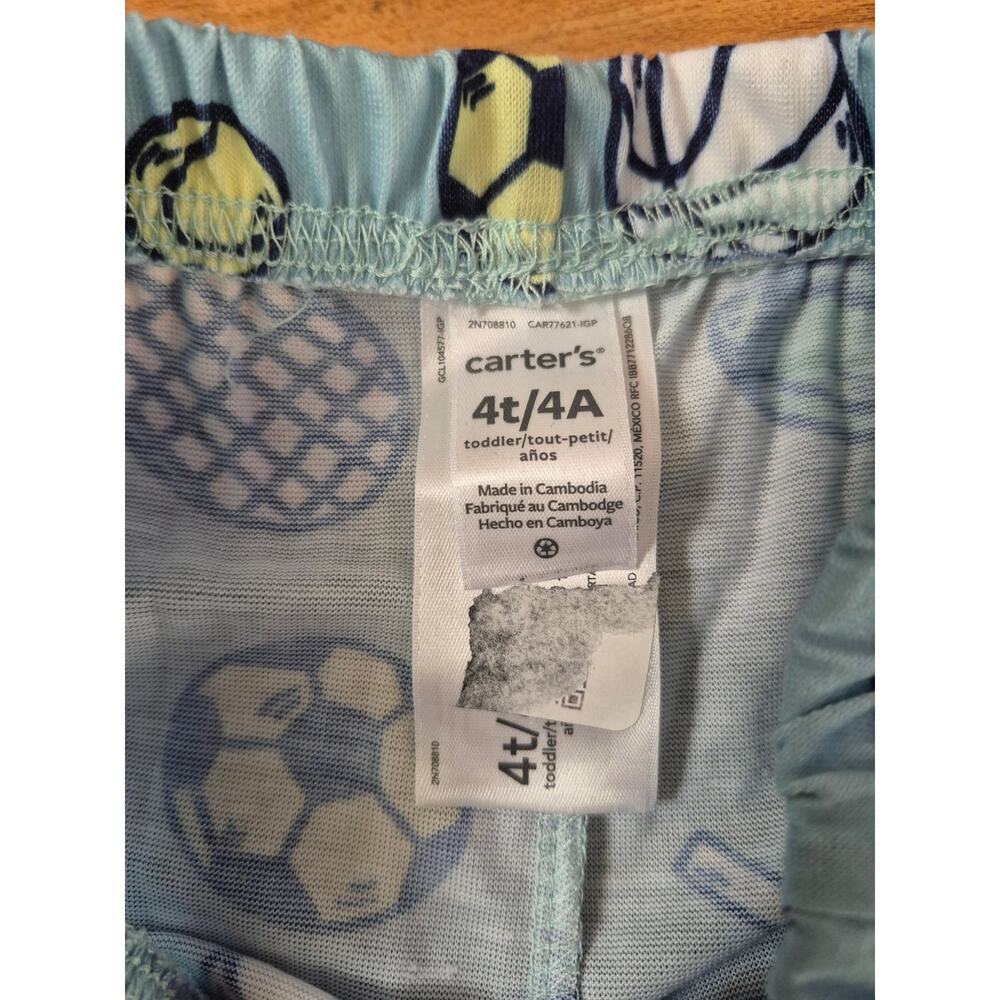 2N708810 CAR77621-IGP
carter's®
4t/4A
toddler/tout-petit/
años
Made in Cambodia
Fabriqué au Cambodge
Hecho en Camboya
GCL104577-IGP
C.P. 11520, MÉXICO RFC IBB7712286C8
4t/
toddler/t
2N708810